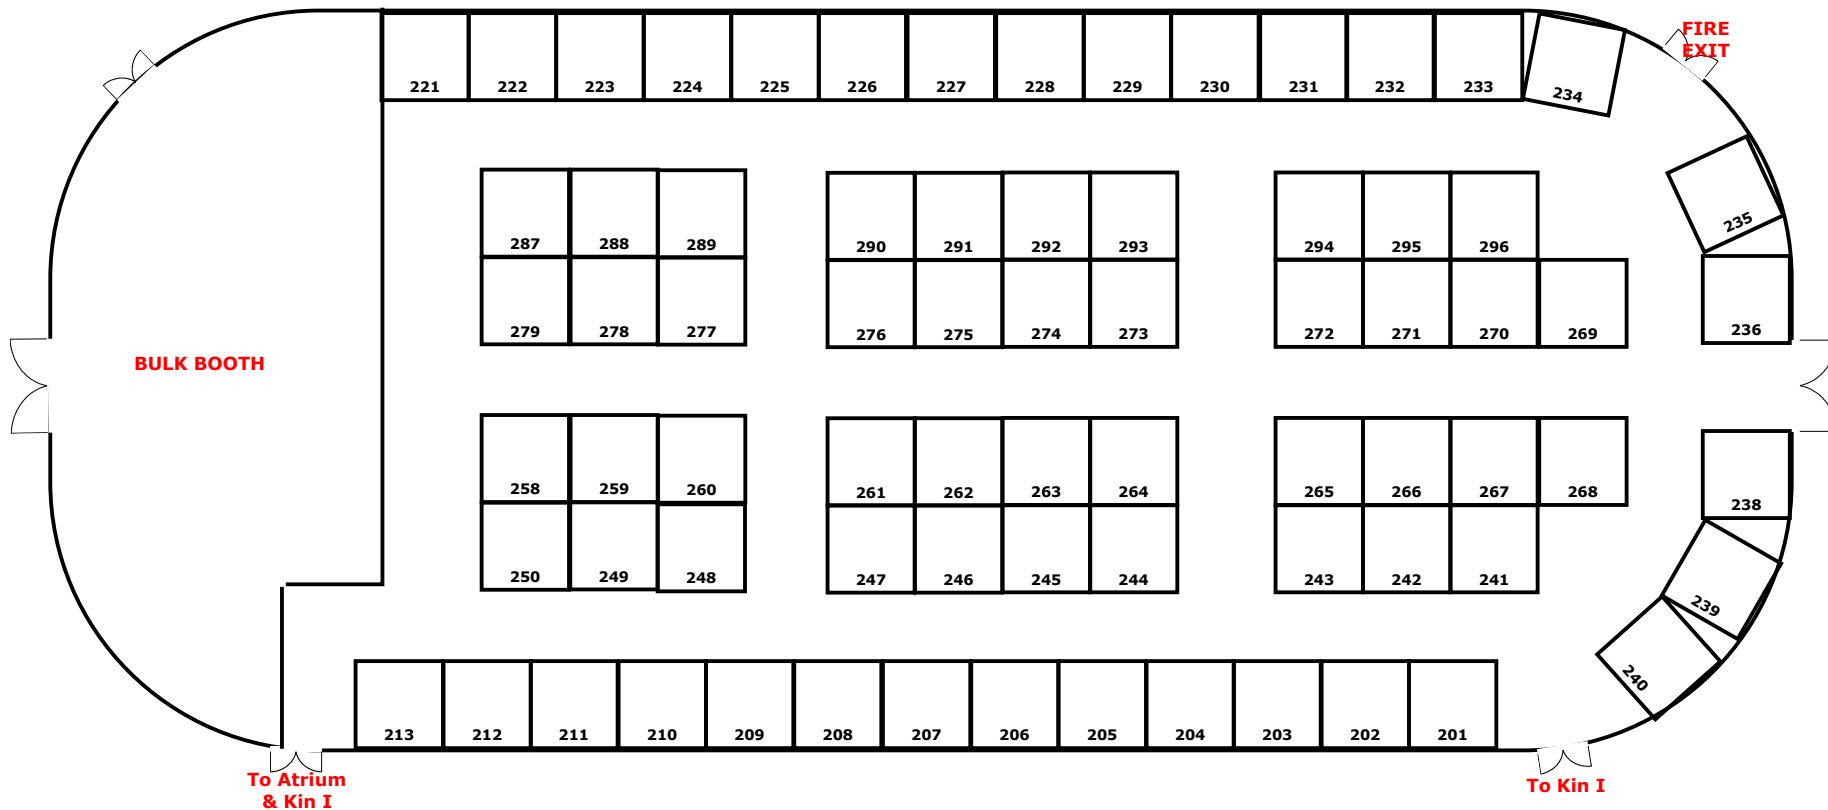 FIRE
EXIT
221 222 223 224 225 226 227 228 229 230 231 232 233 234
235
287 288 289 290 291 292 293 294 295 296
279 278 277 276 275 274 273 272 271 270 269 236
BULK BOOTH
258 259 260 261 262 263 264 265 266 267 268 238
250 249 248 247 246 245 244 243 242 241
239
240
213 212 211 210 209 208 207 206 205 204 203 202 201
To Atrium
& Kin I
To Kin I